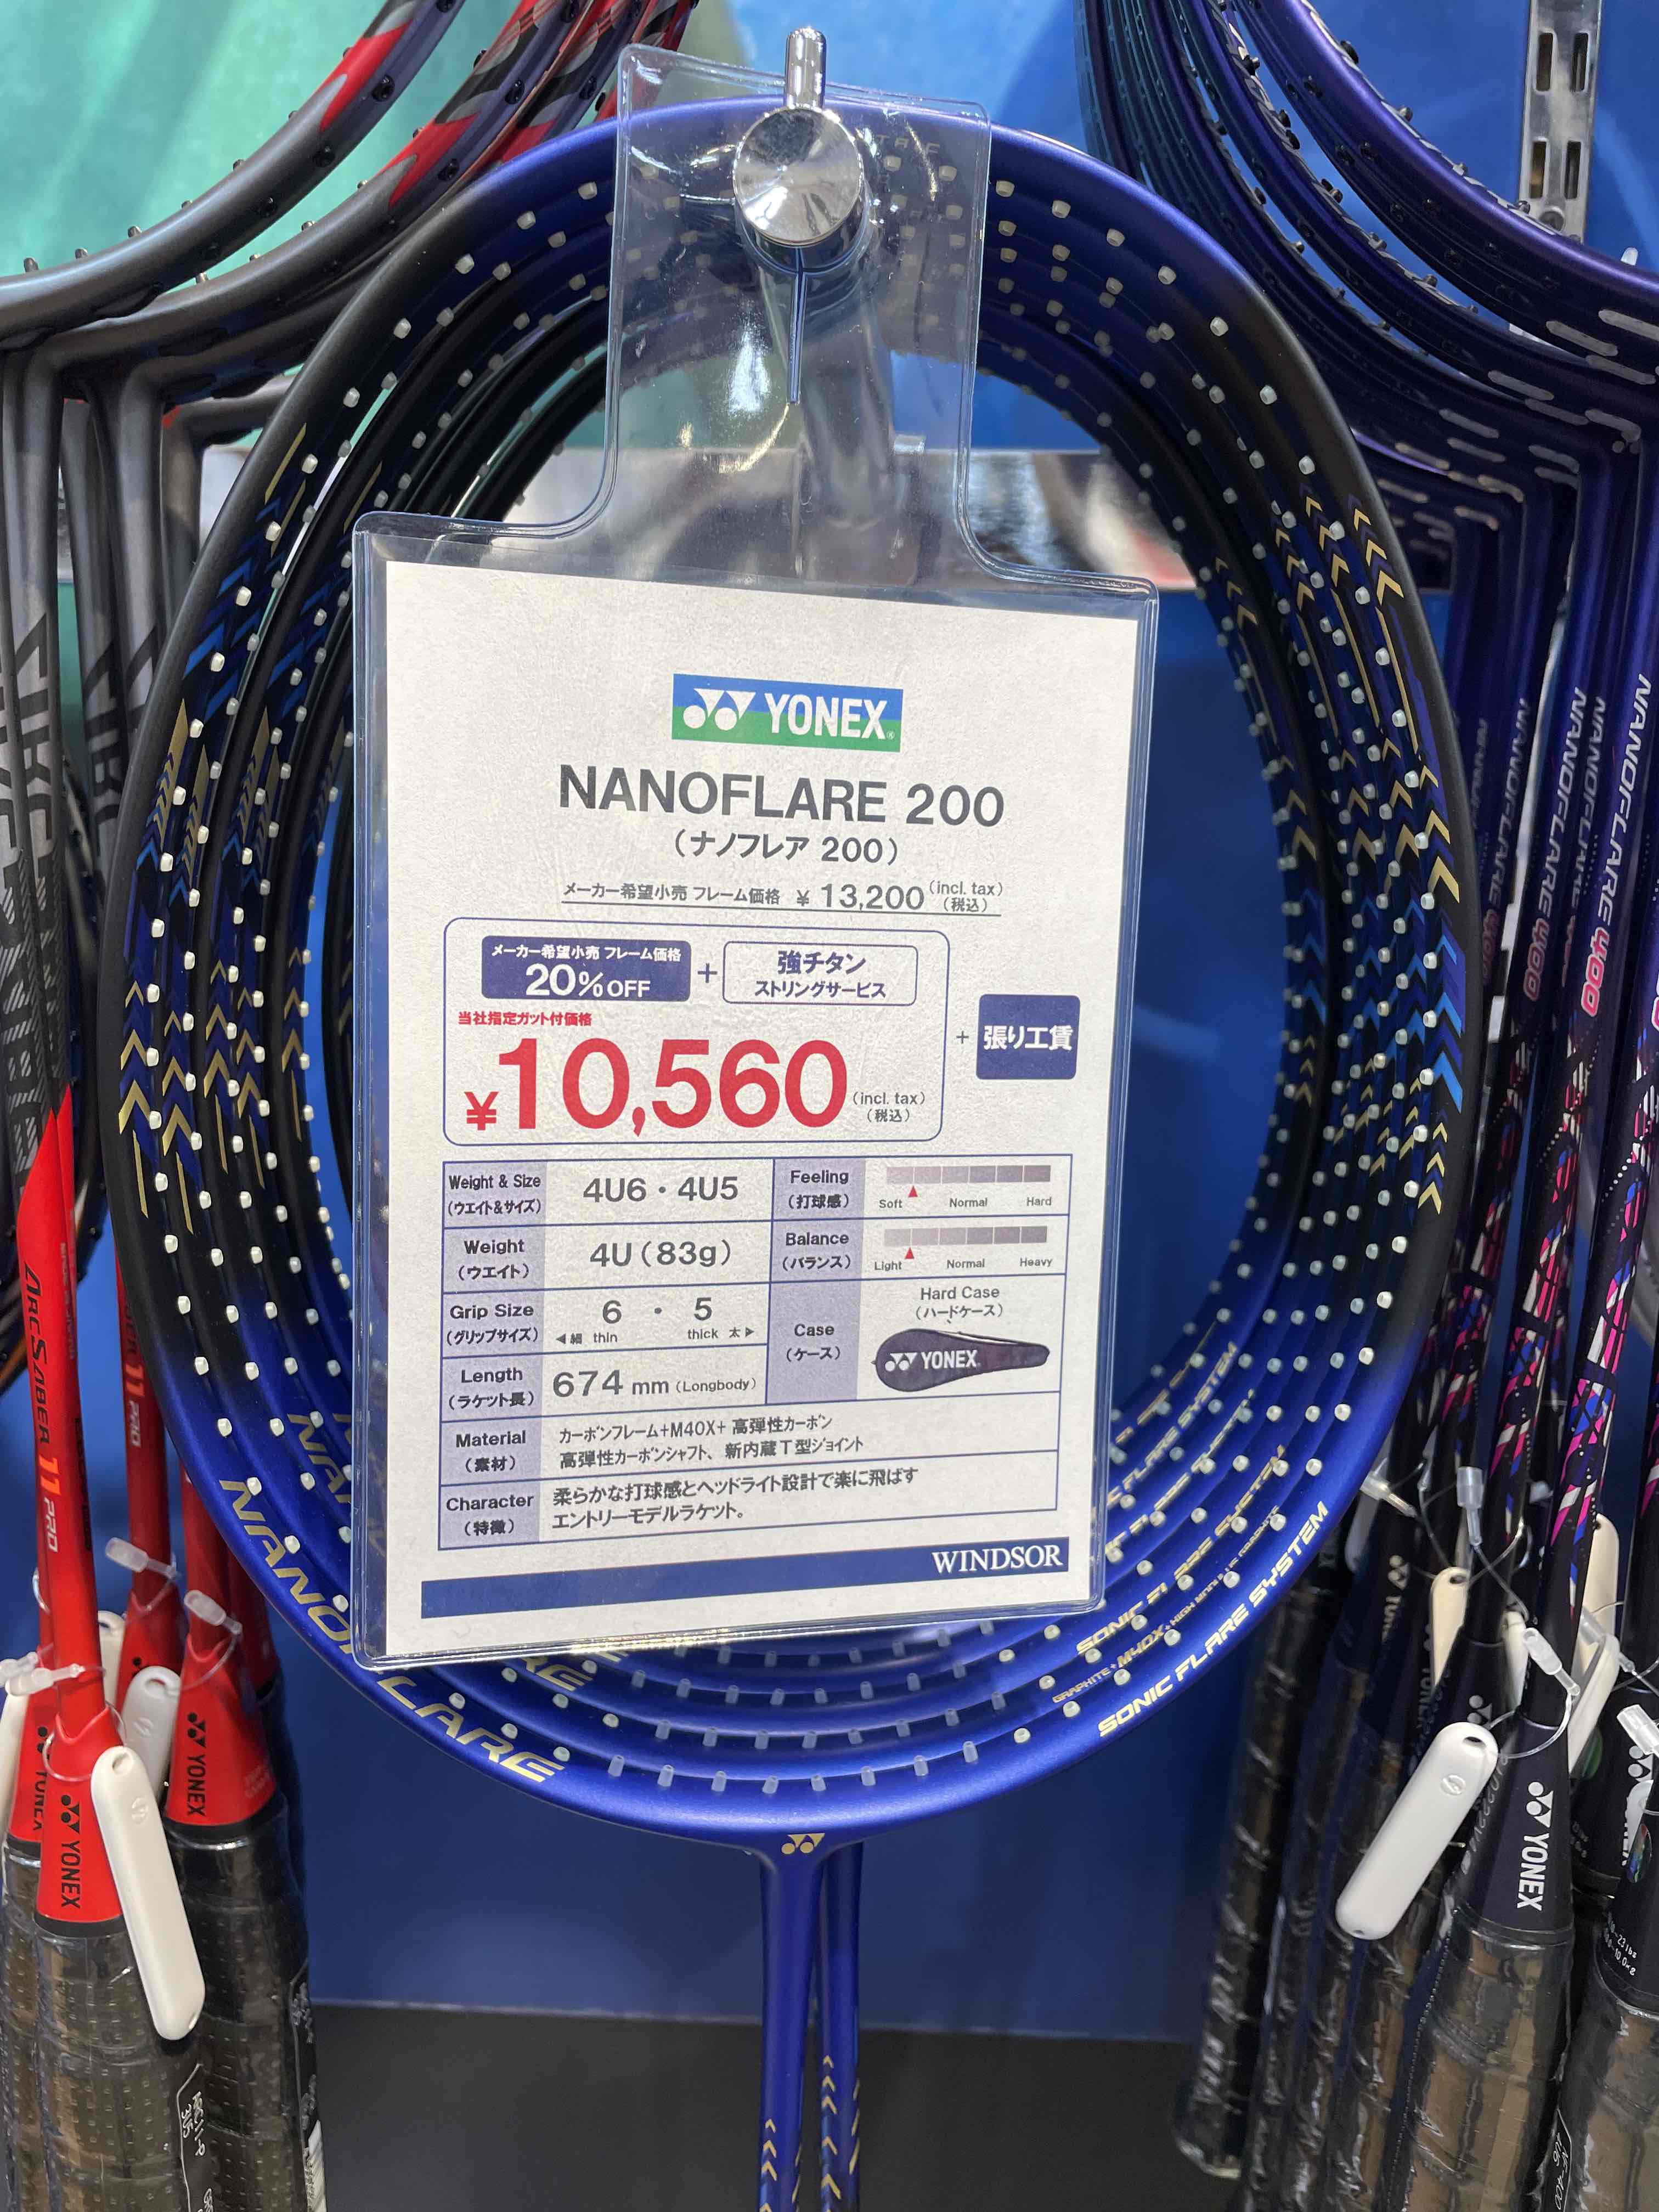 YONEX
NANOFLARE 200
（ナノフレア 200）
メーカー希望小売 フレーム価格 ¥ 13,200 (incl. tax)（税込）
メーカー希望小売 フレーム価格
20%OFF
+
強チタン
ストリングサービス
当社指定ガット付価格
¥10,560 (incl. tax)（税込）
+ 張り工賃
Weight & Size（ウエイト&サイズ） 4U6・4U5
Feeling（打球感） Soft Normal Hard
Weight（ウエイト） 4U（83g）
Balance（バランス） Light Normal Heavy
Grip Size（グリップサイズ） 6 ・ 5
◀細 thin thick 太▶
Length（ラケット長） 674 mm (Longbody)
Case（ケース） Hard Case（ハードケース）
YONEX
Material（素材） カーボンフレーム+M40X+ 高弾性カーボン
高弾性カーボンシャフト、新内蔵T型ジョイント
Character（特徴） 柔らかな打球感とヘッドライト設計で楽に飛ばす
エントリーモデルラケット。
WINDSOR
NANOFLARE
SONIC FLARE SYSTEM
GRAPHITE + M40X
ARCSABER 11 PRO
YONEX
YONEX
NANOFLARE 400
NANOFLARE 400
NANOFLARE
YONEX